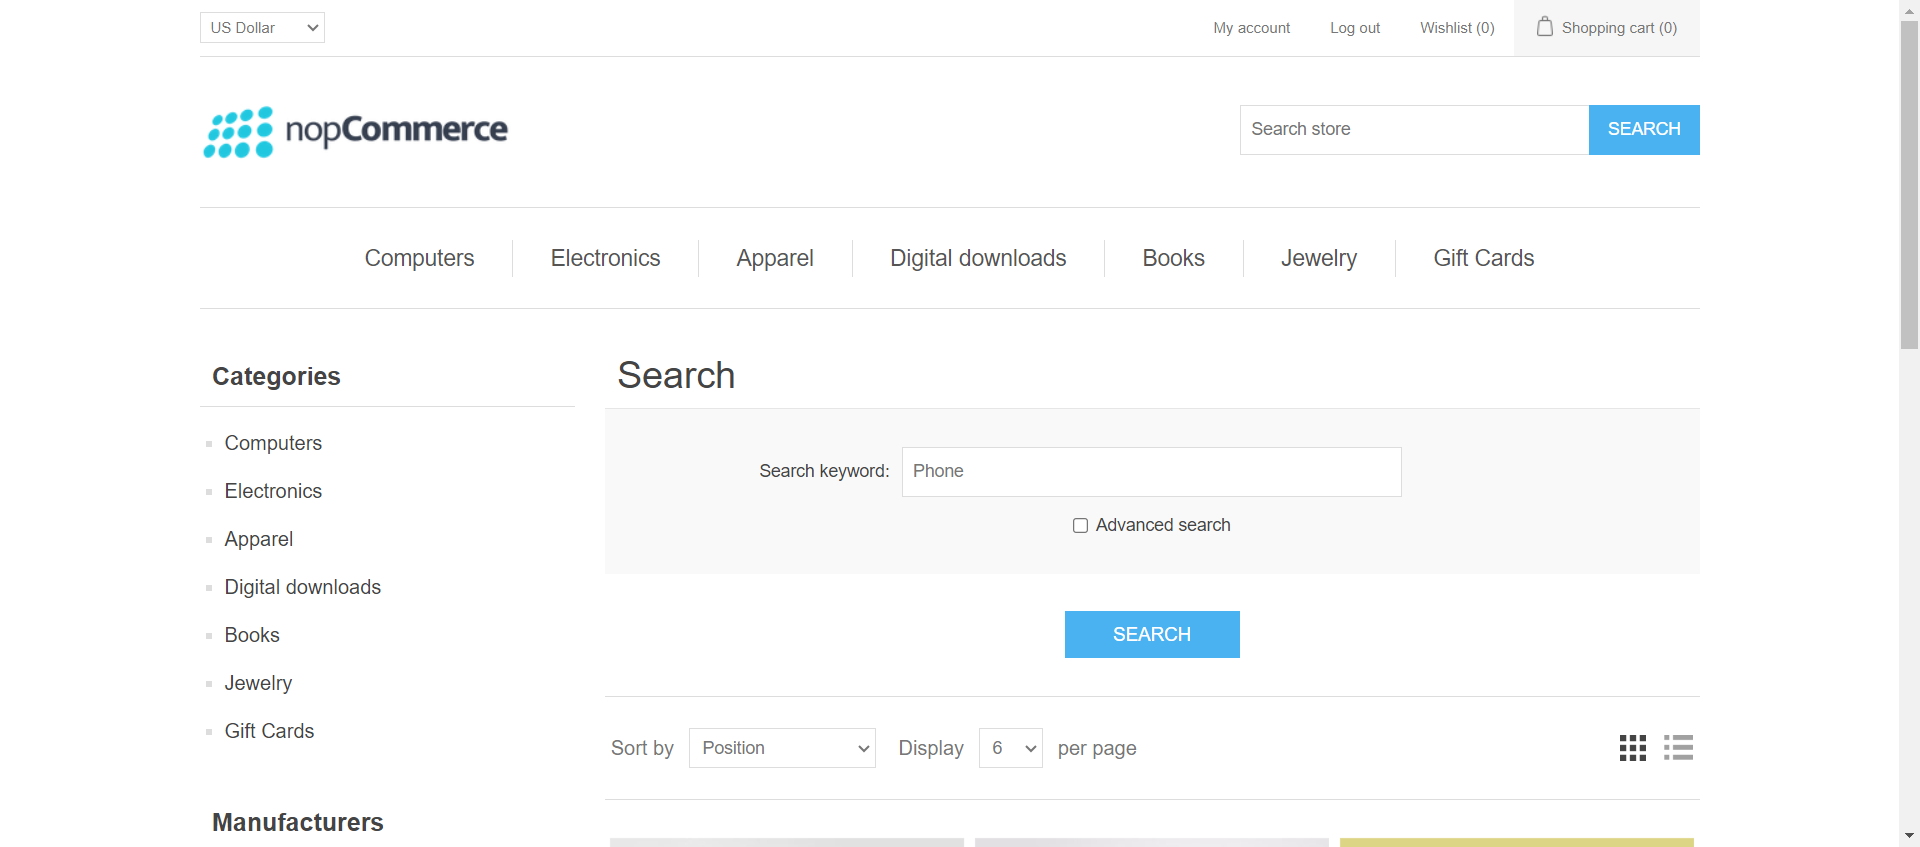 US Dollar
My account
Log out
Wishlist (0)
Shopping cart (0)
nopCommerce
Search store
SEARCH
Computers
Electronics
Apparel
Digital downloads
Books
Jewelry
Gift Cards
Categories
Computers
Electronics
Apparel
Digital downloads
Books
Jewelry
Gift Cards
Manufacturers
Search
Search keyword:
Phone
Advanced search
SEARCH
Sort by
Position
Display
6
per page